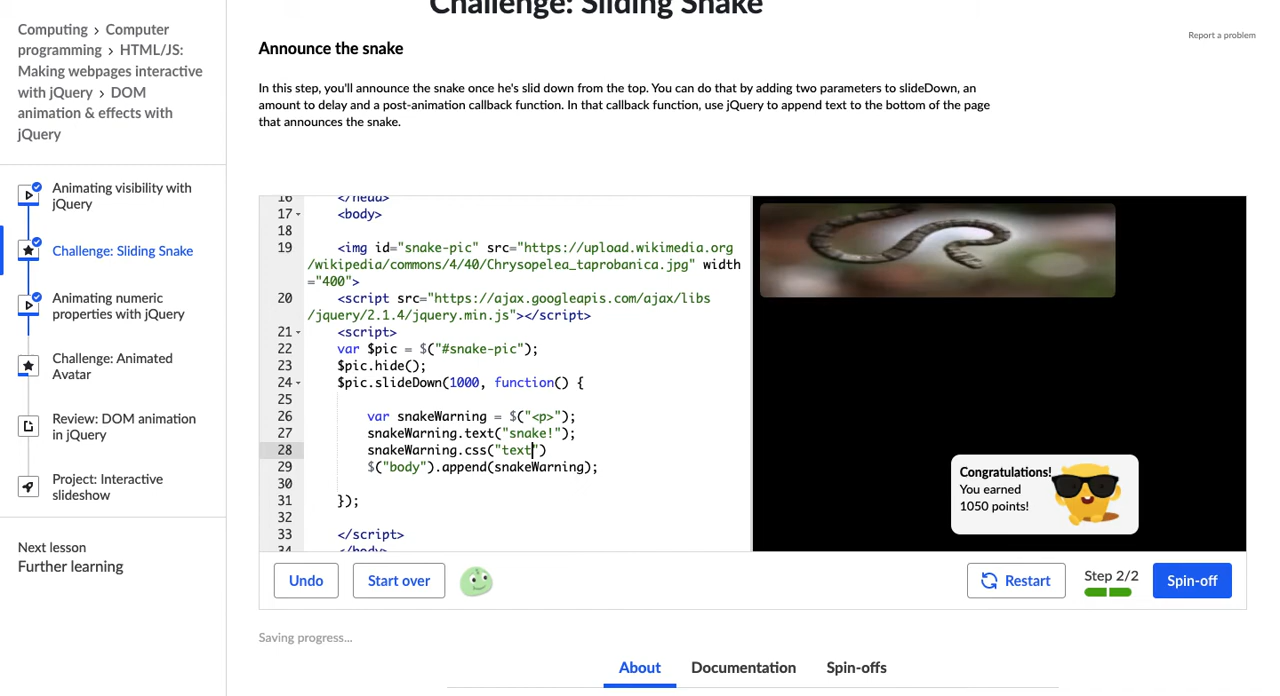 Computing › Computer
programming › HTML/JS:
Making webpages interactive
with jQuery › DOM
animation & effects with
jQuery
Animating visibility with
jQuery
Challenge: Sliding Snake
Animating numeric
properties with jQuery
Challenge: Animated
Avatar
Review: DOM animation
in jQuery
Project: Interactive
slideshow
Next lesson
Further learning
Challenge: Sliding Snake
Report a problem
Announce the snake
In this step, you'll announce the snake once he's slid down from the top. You can do that by adding two parameters to slideDown, an
amount to delay and a post-animation callback function. In that callback function, use jQuery to append text to the bottom of the page
that announces the snake.
16 </head>
17 <body>
18
19 <img id="snake-pic" src="https://upload.wikimedia.org
/wikipedia/commons/4/40/Chrysopelea_taprobanica.jpg" width
="400">
20 <script src="https://ajax.googleapis.com/ajax/libs
/jquery/2.1.4/jquery.min.js"></script>
21 <script>
22 var $pic = $("#snake-pic");
23 $pic.hide();
24 $pic.slideDown(1000, function() {
25
26 var snakeWarning = $("<p>");
27 snakeWarning.text("snake!");
28 snakeWarning.css("text")
29 $("body").append(snakeWarning);
30
31 });
32
33 </script>
34 </body>
Congratulations!
You earned
1050 points!
Undo
Start over
Restart
Step 2/2
Spin-off
Saving progress...
About
Documentation
Spin-offs